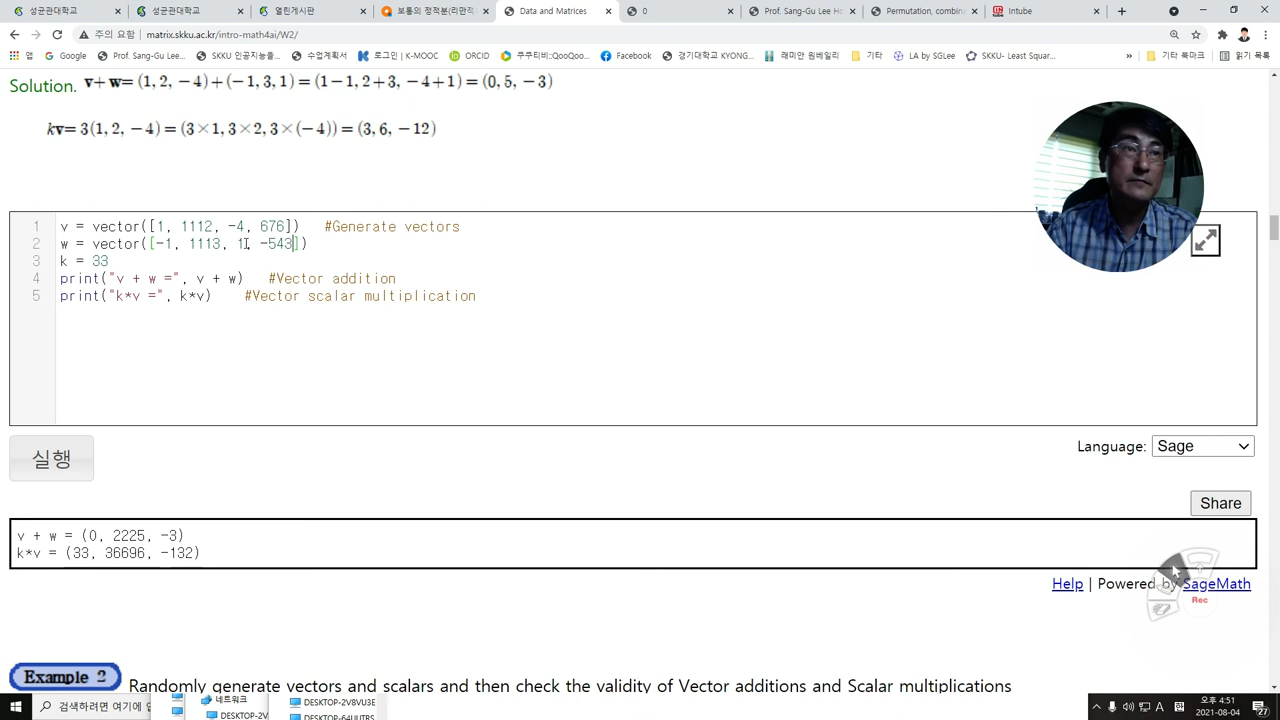 성균관대학교
성균관대학교
열린게시판
보통의 정적분(리만적
Data and Matrices
0
Prof. Sang-Gu Lee Ho
Permutation, combina
Intube
주의 요함
matrix.skku.ac.kr/intro-math4ai/W2/
앱
Google
Prof. Sang-Gu Lee...
SKKU 인공지능을...
수업계획서
로그인 | K-MOOC
ORCID
쿠쿠티비::QooQoo...
Facebook
경기대학교 KYONG...
래미안 원베일리
기타
LA by SGLee
SKKU- Least Squar...
»
기타 북마크
읽기 목록
Solution. v+w=(1,2,−4)+(−1,3,1)=(1−1,2+3,−4+1)=(0,5,−3)
kv=3(1,2,−4)=(3×1,3×2,3×(−4))=(3,6,−12)
1 v = vector([1, 1112, -4, 676]) #Generate vectors
2 w = vector([-1, 1113, 1, -543])
3 k = 33
4 print("v + w =", v + w) #Vector addition
5 print("k*v =", k*v) #Vector scalar multiplication
실행
Language: Sage
Share
v + w = (0, 2225, -3)
k*v = (33, 36696, -132)
Help | Powered by SageMath
Rec
Example 2 Randomly generate vectors and scalars and then check the validity of Vector additions and Scalar multiplications
검색하려면 여기에
네트워크
DESKTOP-2V
DESKTOP-2V8VU3E
A
오후 4:51
2021-08-04
27